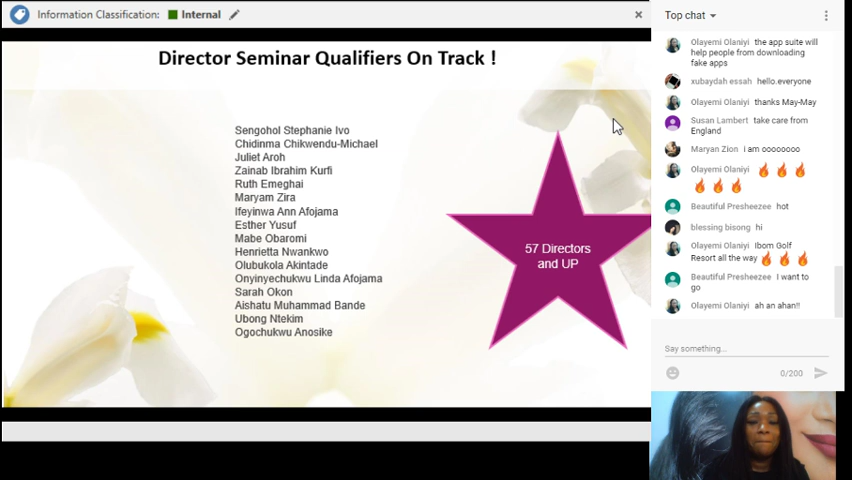 Information Classification: Internal
Director Seminar Qualifiers On Track !
Sengohol Stephanie Ivo
Chidinma Chikwendu-Michael
Juliet Aroh
Zainab Ibrahim Kurfi
Ruth Emeghai
Maryam Zira
Ifeyinwa Ann Afojama
Esther Yusuf
Mabe Obaromi
Henrietta Nwankwo
Olubukola Akintade
Onyinyechukwu Linda Afojama
Sarah Okon
Aishatu Muhammad Bande
Ubong Ntekim
Ogochukwu Anosike
57 Directors
and UP
Top chat
Olayemi Olaniyi the app suite will
help people from downloading
fake apps
xubaydah essah hello.everyone
Olayemi Olaniyi thanks May-May
Susan Lambert take care from
England
Maryan Zion i am oooooooo
Olayemi Olaniyi 🔥 🔥 🔥
🔥 🔥 🔥
Beautiful Presheezee hot
blessing bisong hi
Olayemi Olaniyi Ibom Golf
Resort all the way 🔥 🔥 🔥
Beautiful Presheezee I want to
go
Olayemi Olaniyi ah an ahan!!
Say something...
0/200